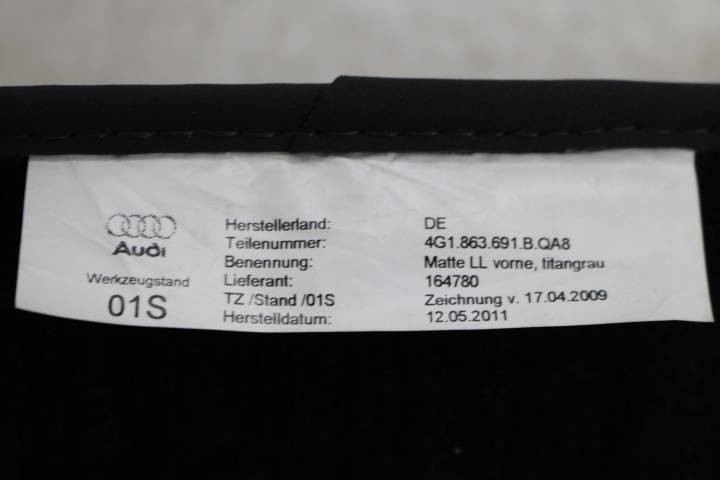 Audi
Werkzeugstand
01S
Herstellerland: DE
Teilenummer: 4G1.863.691.B.QA8
Benennung: Matte LL vorne, titangrau
Lieferant: 164780
TZ /Stand /01S Zeichnung v. 17.04.2009
Herstelldatum: 12.05.2011